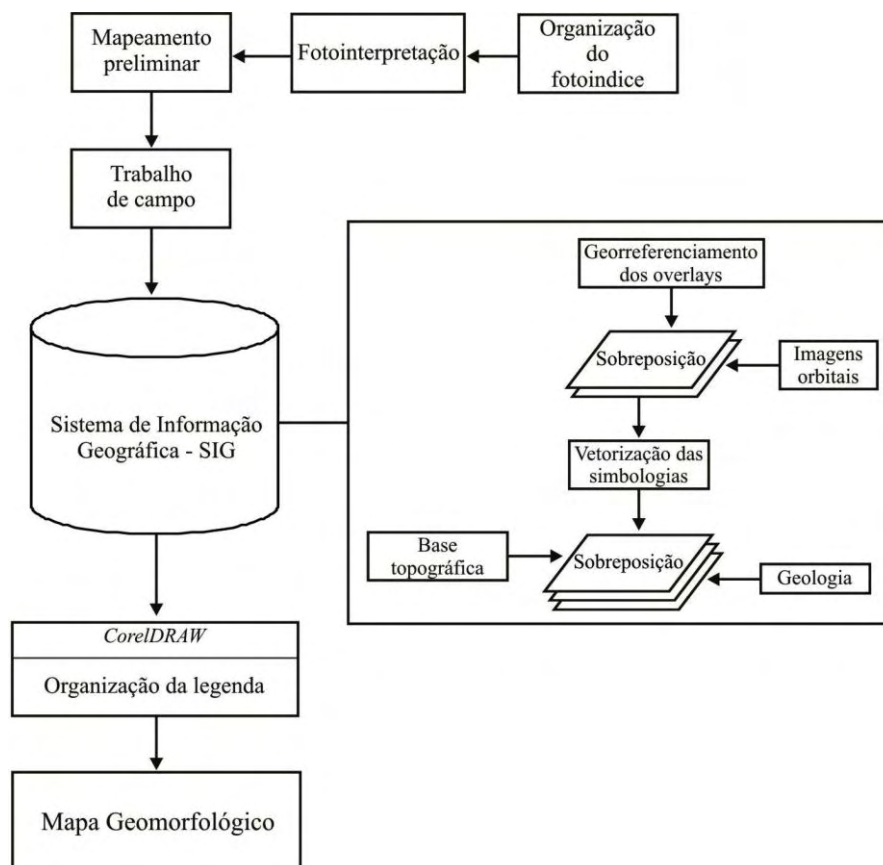 Mapeamento
preliminar
Fotointerpretação
Organização
do
fotoindice
Trabalho
de campo
Sistema de Informação
Geográfica - SIG
Georreferenciamento
dos overlays
Sobreposição
Imagens
orbitais
Vetorização das
simbologias
Base
topográfica
Sobreposição
Geologia
CorelDRAW
Organização da legenda
Mapa Geomorfológico